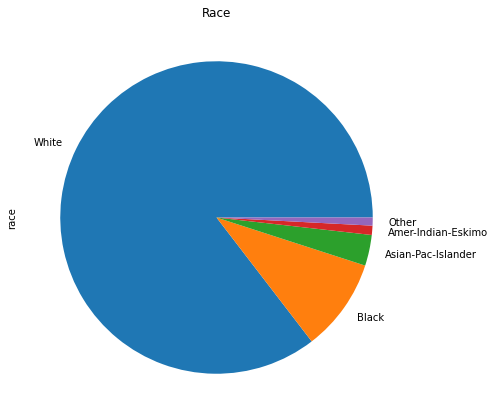 Race
White
race
Other
Amer-Indian-Eskimo
Asian-Pac-Islander
Black